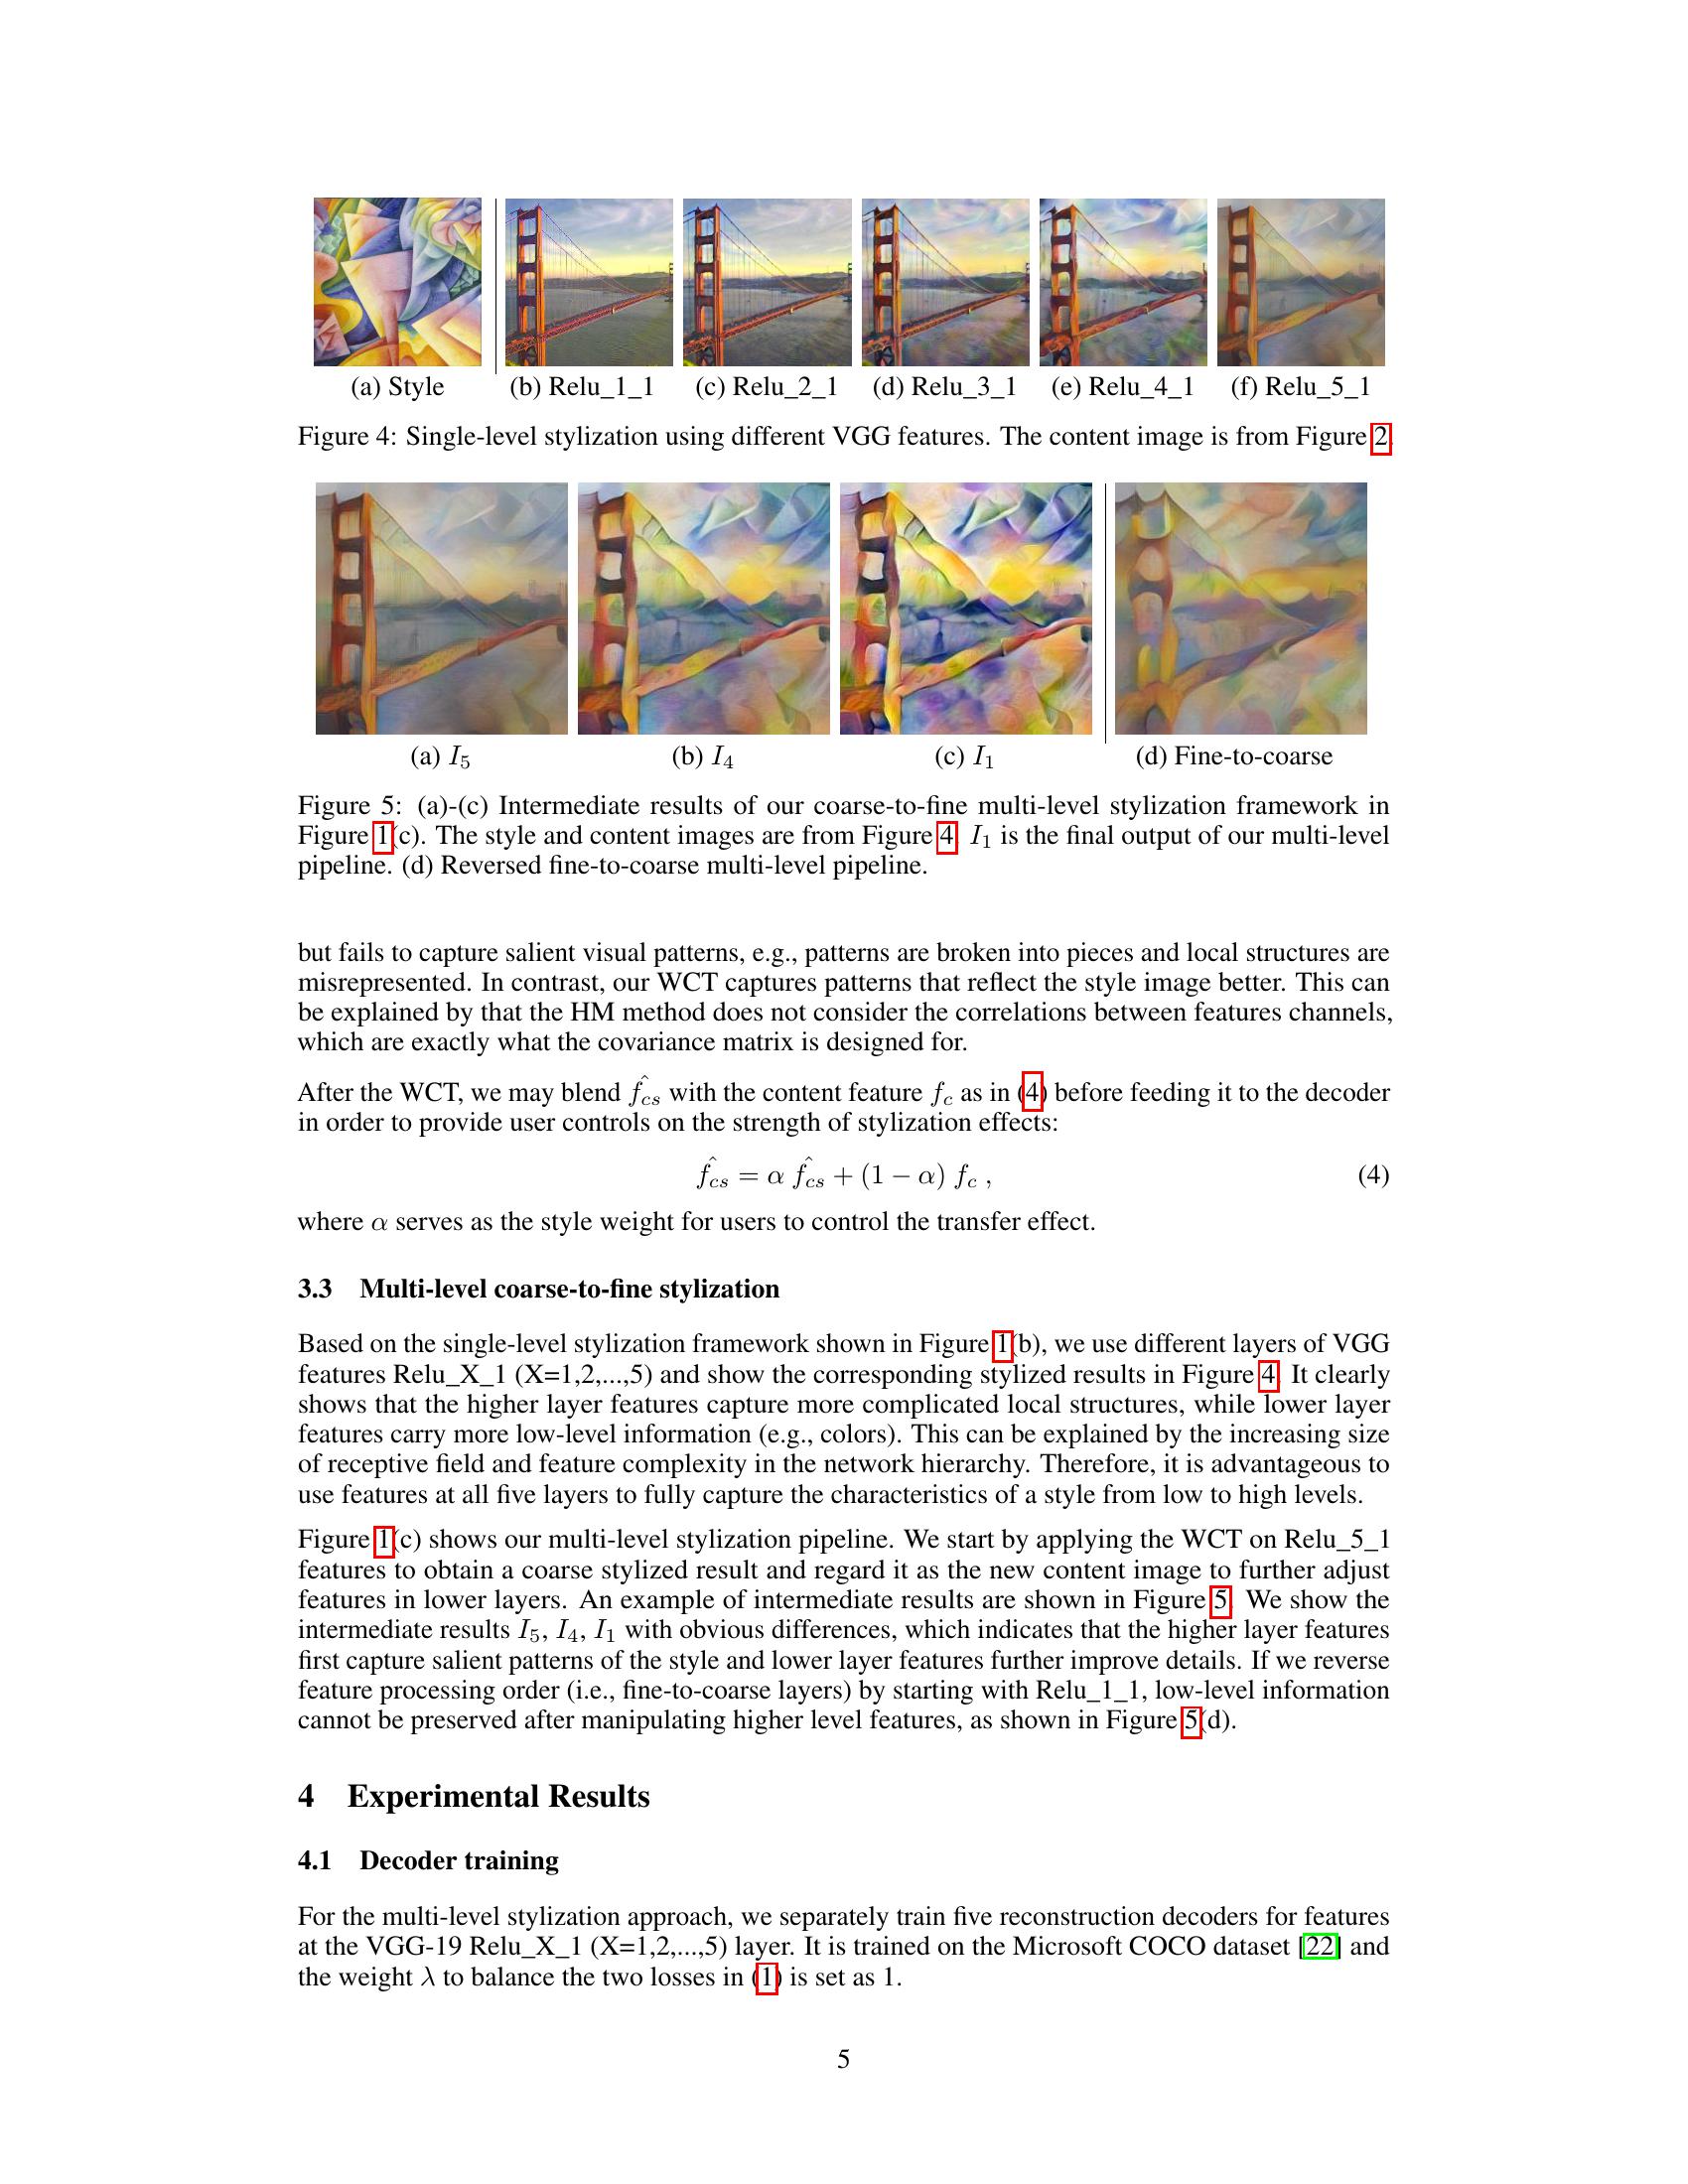 (a) Style (b) Relu_1_1 (c) Relu_2_1 (d) Relu_3_1 (e) Relu_4_1 (f) Relu_5_1
Figure 4: Single-level stylization using different VGG features. The content image is from Figure 2.
(a) I5 (b) I4 (c) I1 (d) Fine-to-coarse
Figure 5: (a)-(c) Intermediate results of our coarse-to-fine multi-level stylization framework in
Figure 1(c). The style and content images are from Figure 4. I1 is the final output of our multi-level
pipeline. (d) Reversed fine-to-coarse multi-level pipeline.
but fails to capture salient visual patterns, e.g., patterns are broken into pieces and local structures are
misrepresented. In contrast, our WCT captures patterns that reflect the style image better. This can
be explained by that the HM method does not consider the correlations between features channels,
which are exactly what the covariance matrix is designed for.
After the WCT, we may blend f̂cs with the content feature fc as in (4) before feeding it to the decoder
in order to provide user controls on the strength of stylization effects:
f̂cs = α f̂cs + (1 − α) fc , (4)
where α serves as the style weight for users to control the transfer effect.
3.3 Multi-level coarse-to-fine stylization
Based on the single-level stylization framework shown in Figure 1(b), we use different layers of VGG
features Relu_X_1 (X=1,2,...,5) and show the corresponding stylized results in Figure 4. It clearly
shows that the higher layer features capture more complicated local structures, while lower layer
features carry more low-level information (e.g., colors). This can be explained by the increasing size
of receptive field and feature complexity in the network hierarchy. Therefore, it is advantageous to
use features at all five layers to fully capture the characteristics of a style from low to high levels.
Figure 1(c) shows our multi-level stylization pipeline. We start by applying the WCT on Relu_5_1
features to obtain a coarse stylized result and regard it as the new content image to further adjust
features in lower layers. An example of intermediate results are shown in Figure 5. We show the
intermediate results I5, I4, I1 with obvious differences, which indicates that the higher layer features
first capture salient patterns of the style and lower layer features further improve details. If we reverse
feature processing order (i.e., fine-to-coarse layers) by starting with Relu_1_1, low-level information
cannot be preserved after manipulating higher level features, as shown in Figure 5(d).
4 Experimental Results
4.1 Decoder training
For the multi-level stylization approach, we separately train five reconstruction decoders for features
at the VGG-19 Relu_X_1 (X=1,2,...,5) layer. It is trained on the Microsoft COCO dataset [22] and
the weight λ to balance the two losses in (1) is set as 1.
5